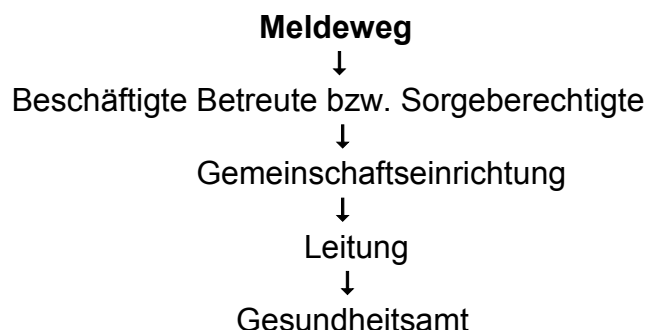 Meldeweg
↓
Beschäftigte Betreute bzw. Sorgeberechtigte
↓
Gemeinschaftseinrichtung
↓
Leitung
↓
Gesundheitsamt